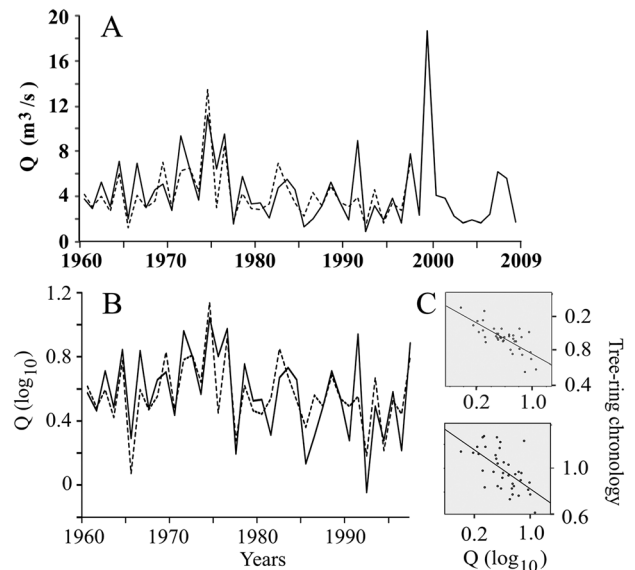 A
Q (m3/s)
20
16
12
8
4
0
1960 1970 1980 1990 2000 2009
B
Q (log10)
1.2
0.8
0.4
0
1960 1970 1980 1990
Years
C
0.2
0.8
0.4
0.2 1.0
1.0
0.6
0.2 1.0
Q (log10)
Tree-ring chronology